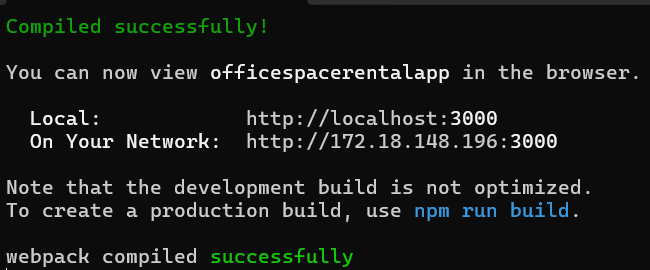 Compiled successfully!
You can now view officespacerentalapp in the browser.
Local: http://localhost:3000
On Your Network: http://172.18.148.196:3000
Note that the development build is not optimized.
To create a production build, use npm run build.
webpack compiled successfully